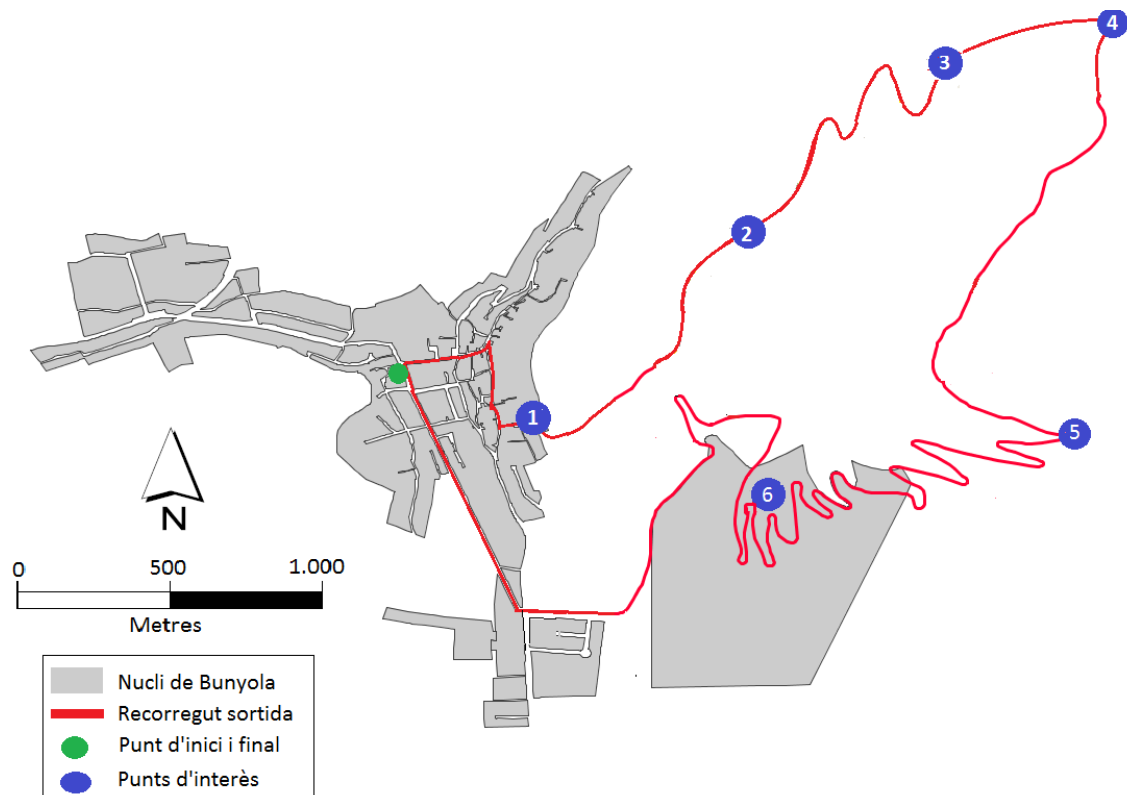 4
3
2
1
5
6
N
0 500 1.000
Metres
Nucli de Bunyola
Recorregut sortida
Punt d'inici i final
Punts d'interès